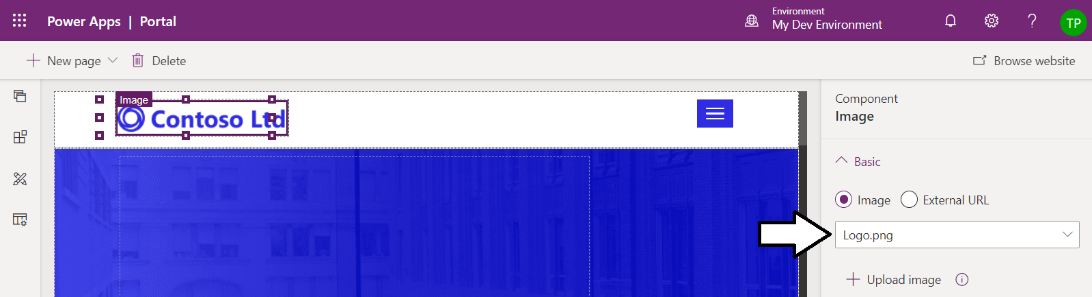 Power Apps | Portal
Environment
My Dev Environment
?
TP
New page
Delete
Browse website
Image
Contoso Ltd
Component
Image
Basic
Image
External URL
Logo.png
Upload image